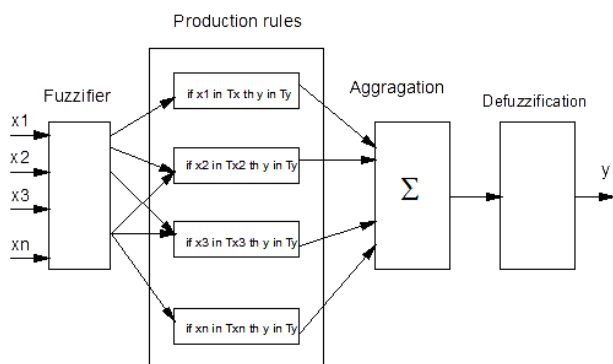 Production rules
Fuzzifier
Aggragation
Defuzzification
x1
x2
x3
xn
if x1 in Tx th y in Ty
if x2 in Tx2 th y in Ty
if x3 in Tx3 th y in Ty
if xn in Txn th y in Ty
Σ
y